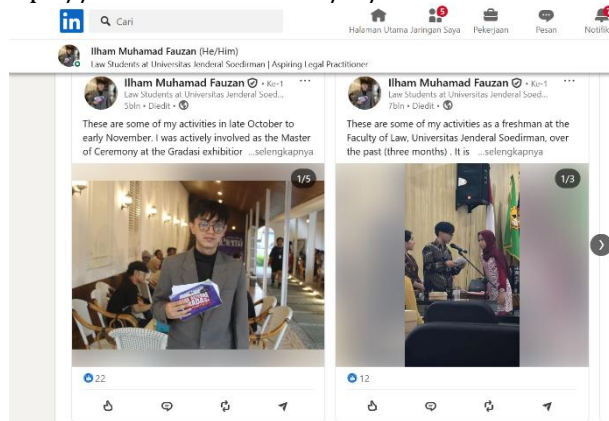 in
Cari
Halaman Utama
Jaringan Saya
Pekerjaan
Pesan
Notifik
Ilham Muhamad Fauzan (He/Him)
Law Students at Universitas Jenderal Soedirman | Aspiring Legal Practitioner
Ilham Muhamad Fauzan • Ke-1
Law Students at Universitas Jenderal Soed...
5bln • Diedit •
These are some of my activities in late October to
early November. I was actively involved as the Master
of Ceremony at the Gradasi exhibitior ...selengkapnya
1/5
22
Ilham Muhamad Fauzan • Ke-1
Law Students at Universitas Jenderal Soed...
7bln • Diedit •
These are some of my activities as a freshman at the
Faculty of Law, Universitas Jenderal Soedirman, over
the past (three months) . It is ...selengkapnya
1/3
12